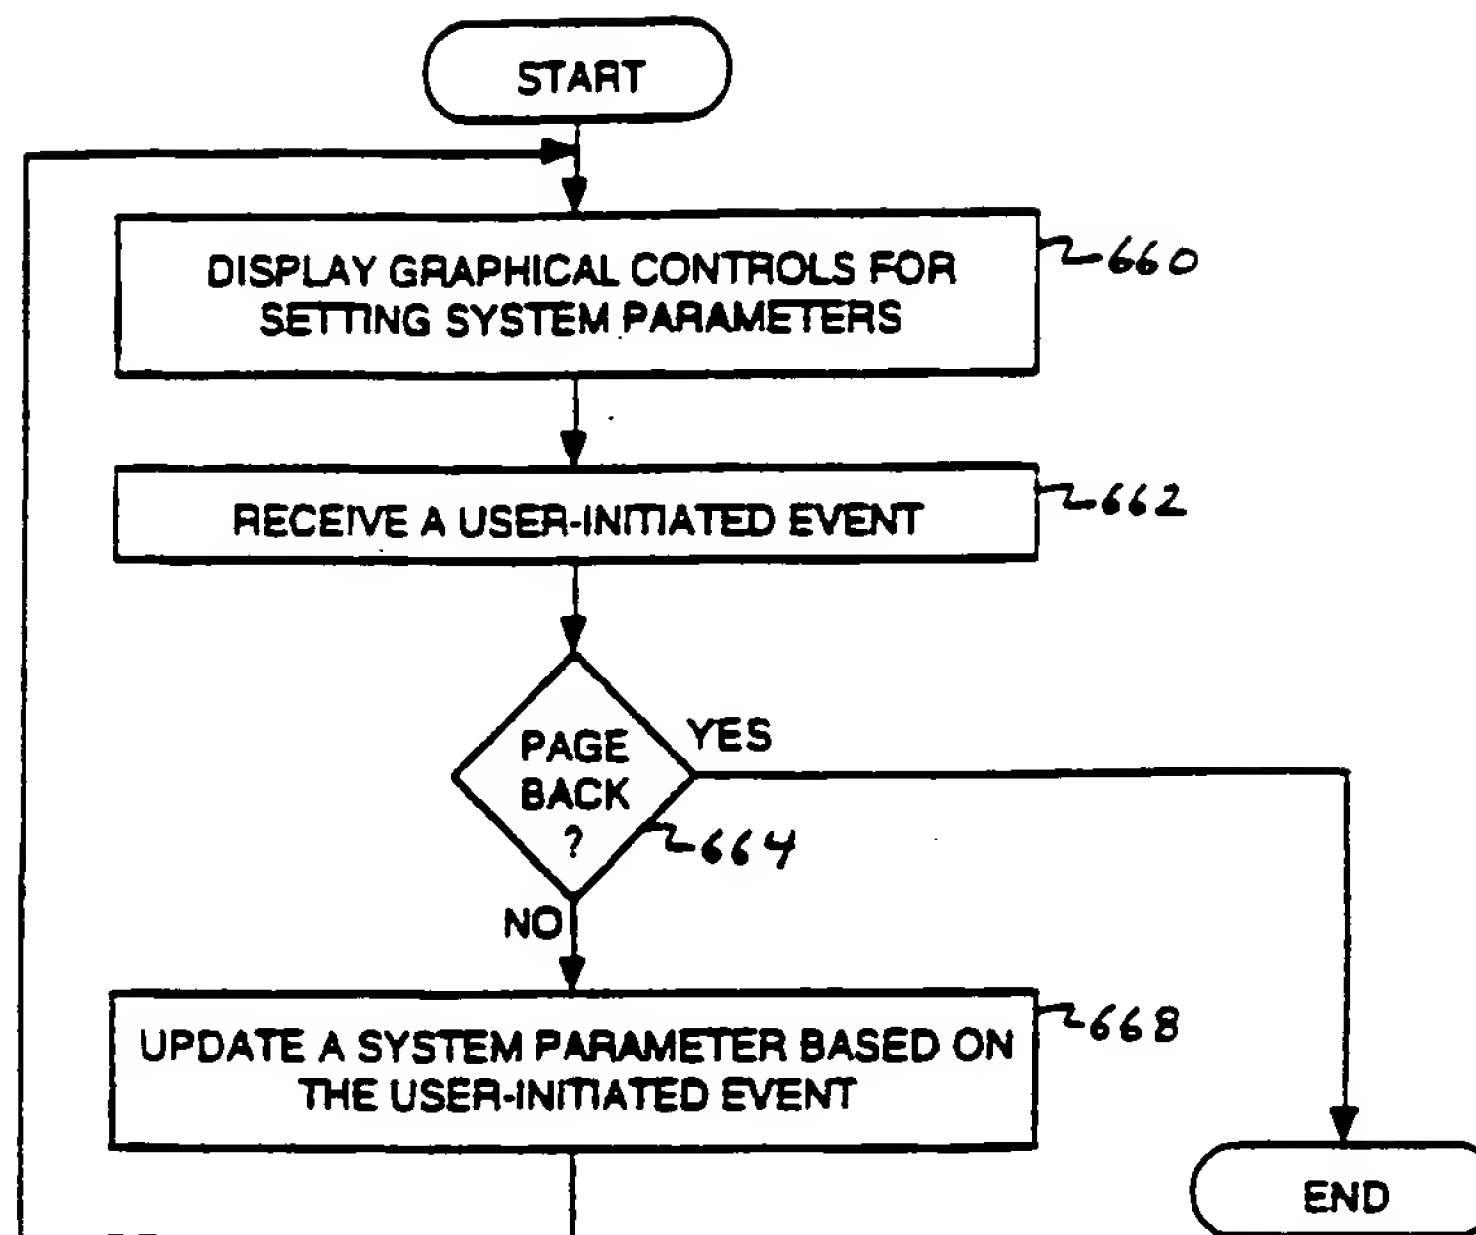 START
DISPLAY GRAPHICAL CONTROLS FOR
SETTING SYSTEM PARAMETERS
660
RECEIVE A USER-INITIATED EVENT
662
PAGE
BACK
?
YES
664
NO
UPDATE A SYSTEM PARAMETER BASED ON
THE USER-INITIATED EVENT
668
END